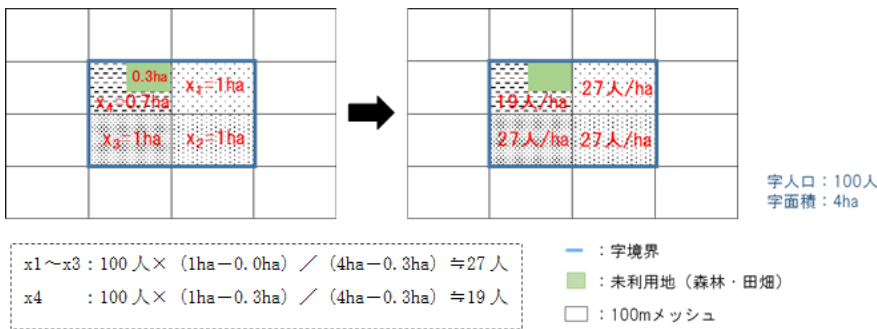 0.3ha
x₁=1ha
x₄=0.7ha
x₃=1ha
x₂=1ha
27人/ha
19人/ha
27人/ha
27人/ha
字人口：100人
字面積：4ha
x1～x3：100人×（1ha－0.0ha）／（4ha－0.3ha）≒27人
x4　　：100人×（1ha－0.3ha）／（4ha－0.3ha）≒19人
：字境界
：未利用地（森林・田畑）
：100mメッシュ